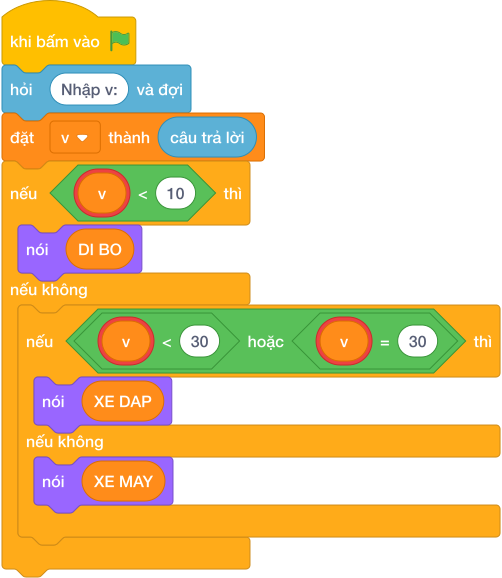 khi bấm vào
hỏi Nhập v: và đợi
đặt v thành câu trả lời
nếu v < 10 thì
nói DI BO
nếu không
nếu v < 30 hoặc v = 30 thì
nói XE DAP
nếu không
nói XE MAY